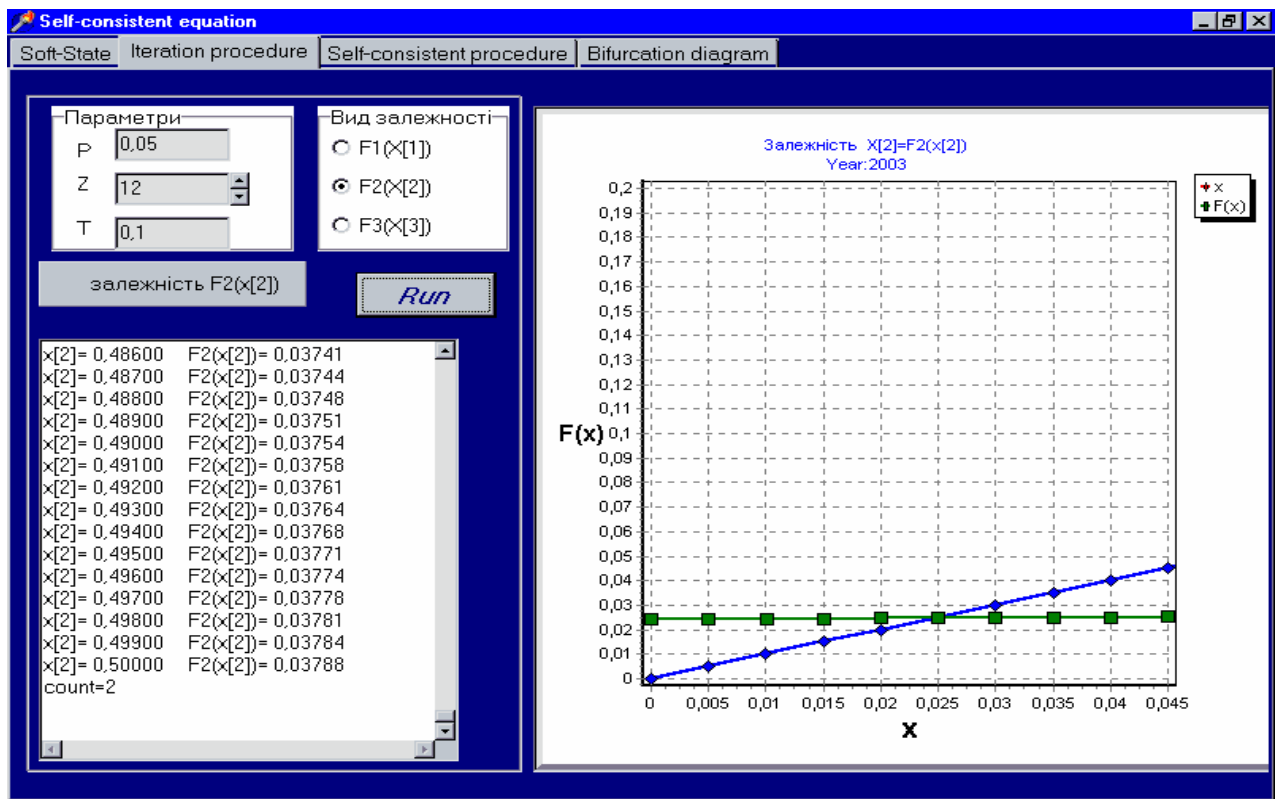 Self-consistent equation
Soft-State Iteration procedure Self-consistent procedure Bifurcation diagram
Параметри
P 0,05
Z 12
T 0,1
Вид залежності
F1(X[1])
F2(X[2])
F3(X[3])
залежність F2(x[2])
Run
x[2]= 0,48600 F2(x[2])= 0,03741
x[2]= 0,48700 F2(x[2])= 0,03744
x[2]= 0,48800 F2(x[2])= 0,03748
x[2]= 0,48900 F2(x[2])= 0,03751
x[2]= 0,49000 F2(x[2])= 0,03754
x[2]= 0,49100 F2(x[2])= 0,03758
x[2]= 0,49200 F2(x[2])= 0,03761
x[2]= 0,49300 F2(x[2])= 0,03764
x[2]= 0,49400 F2(x[2])= 0,03768
x[2]= 0,49500 F2(x[2])= 0,03771
x[2]= 0,49600 F2(x[2])= 0,03774
x[2]= 0,49700 F2(x[2])= 0,03778
x[2]= 0,49800 F2(x[2])= 0,03781
x[2]= 0,49900 F2(x[2])= 0,03784
x[2]= 0,50000 F2(x[2])= 0,03788
count=2
Залежність X[2]=F2(x[2])
Year:2003
0,2
0,19
0,18
0,17
0,16
0,15
0,14
0,13
0,12
0,11
F(x) 0,1
0,09
0,08
0,07
0,06
0,05
0,04
0,03
0,02
0,01
0
0 0,005 0,01 0,015 0,02 0,025 0,03 0,035 0,04 0,045
X
x
F(x)